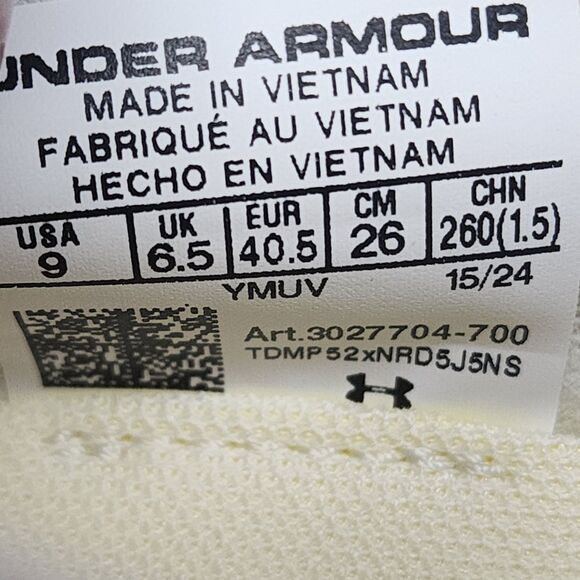 UNDER ARMOUR
MADE IN VIETNAM
FABRIQUÉ AU VIETNAM
HECHO EN VIETNAM
USA UK EUR CM CHN
9 6.5 40.5 26 260(1.5)
YMUV 15/24
Art.3027704-700
TDMP52xNRD5J5NS